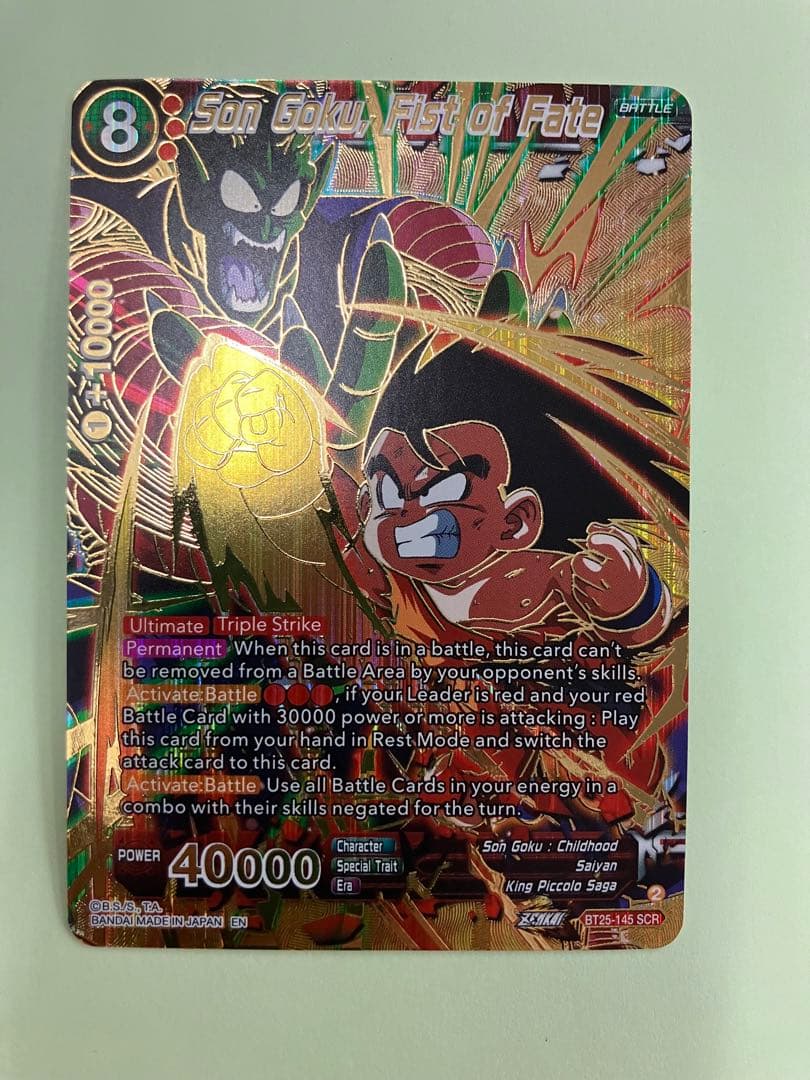 8
Son Goku, Fist of Fate
BATTLE
1 +10000
Ultimate Triple Strike
Permanent When this card is in a battle, this card can't
be removed from a Battle Area by your opponent's skills.
Activate:Battle , if your Leader is red and your red
Battle Card with 30000 power or more is attacking : Play
this card from your hand in Rest Mode and switch the
attack card to this card.
Activate:Battle Use all Battle Cards in your energy in a
combo with their skills negated for the turn.
POWER 40000
Character Son Goku : Childhood
Special Trait Saiyan
Era King Piccolo Saga
2
©B.S./S., T.A.
BANDAI MADE IN JAPAN EN
ZENKAI
BT25-145 SCR